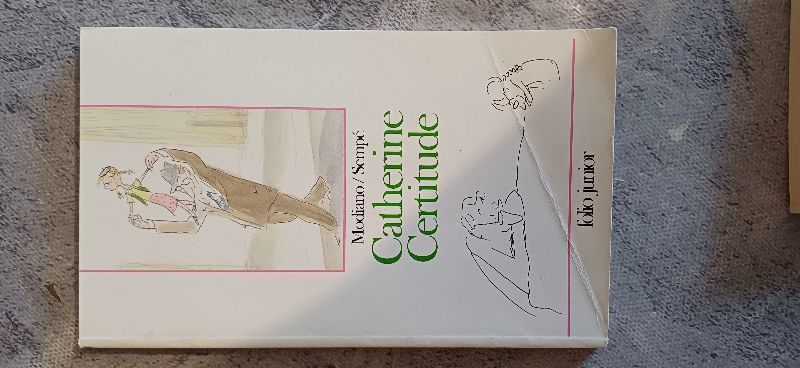 Modiano / Sempé
Catherine
Certitude
folio junior